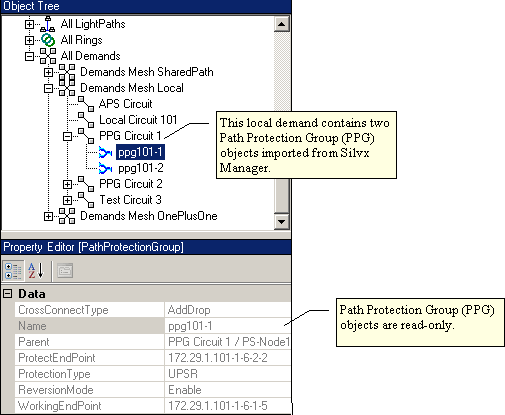 Object Tree
All LightPaths
All Rings
All Demands
Demands Mesh SharedPath
Demands Mesh Local
APS Circuit
Local Circuit 101
PPG Circuit 1
ppg101-1
ppg101-2
PPG Circuit 2
Test Circuit 3
Demands Mesh OnePlusOne
This local demand contains two
Path Protection Group (PPG)
objects imported from Silvx
Manager.
Property Editor [PathProtectionGroup]
A
Z
Data
CrossConnectType AddDrop
Name ppg101-1
Parent PPG Circuit 1 / PS-Node1
ProtectEndPoint 172.29.1.101-1-6-2-2
ProtectionType UPSR
ReversionMode Enable
WorkingEndPoint 172.29.1.101-1-6-1-5
Path Protection Group (PPG)
objects are read-only.